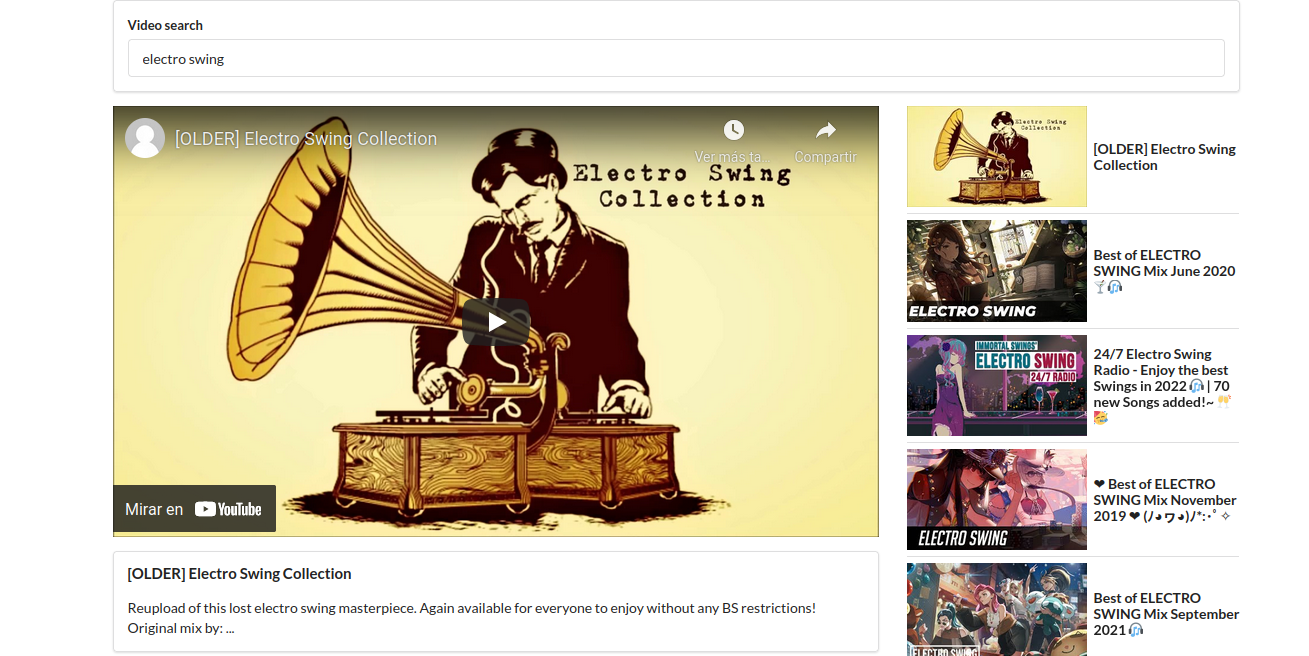 Video search
electro swing
[OLDER] Electro Swing Collection
Ver más ta...
Compartir
Electro Swing
Collection
Mirar en YouTube
[OLDER] Electro Swing Collection
Reupload of this lost electro swing masterpiece. Again available for everyone to enjoy without any BS restrictions!
Original mix by: ...
Electro Swing
Collection
[OLDER] Electro Swing
Collection
ELECTRO SWING
Best of ELECTRO
SWING Mix June 2020
🍸🎧
IMMORTAL SWINGS'
ELECTRO SWING
24/7 RADIO
24/7 Electro Swing
Radio - Enjoy the best
Swings in 2022 🎧 | 70
new Songs added!~ 🥂
🥳
ELECTRO SWING
❤ Best of ELECTRO
SWING Mix November
2019 ❤ (ﾉ◕ヮ◕)ﾉ*:･ﾟ✧
ELECTRO SWING
Best of ELECTRO
SWING Mix September
2021 🎧